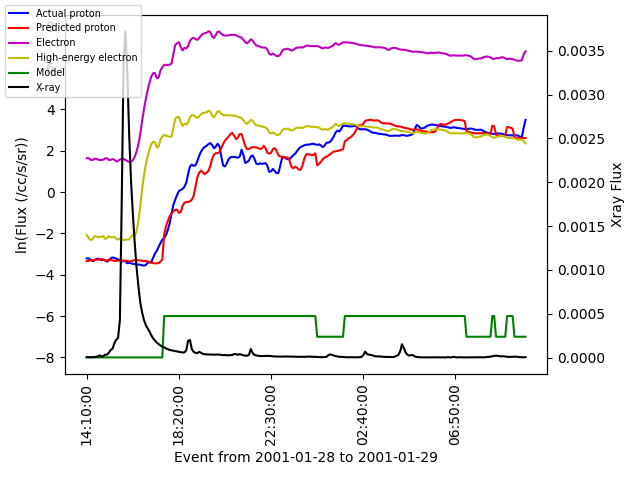 Actual proton
Predicted proton
Electron
High-energy electron
Model
X-ray
4
2
0
−2
−4
−6
−8
ln(Flux (/cc/s/sr))
0.0035
0.0030
0.0025
0.0020
0.0015
0.0010
0.0005
0.0000
Xray Flux
14:10:00
18:20:00
22:30:00
02:40:00
06:50:00
Event from 2001-01-28 to 2001-01-29